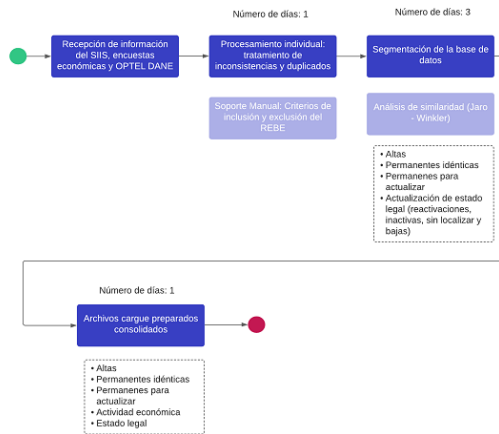 Número de días: 1
Número de días: 3
Recepción de información
del SIIS, encuestas
económicas y OPTEL DANE
Procesamiento individual:
tratamiento de
inconsistencias y duplicados
Segmentación de la base de
datos
Soporte Manual: Criterios de
inclusión y exclusión del
REBE
Análisis de similaridad (Jaro
- Winkler)
• Altas
• Permanentes idénticas
• Permanenes para
actualizar
• Actualización de estado
legal (reactivaciones,
inactivas, sin localizar y
bajas)
Número de días: 1
Archivos cargue preparados
consolidados
• Altas
• Permanentes idénticas
• Permanenes para
actualizar
• Actividad económica
• Estado legal